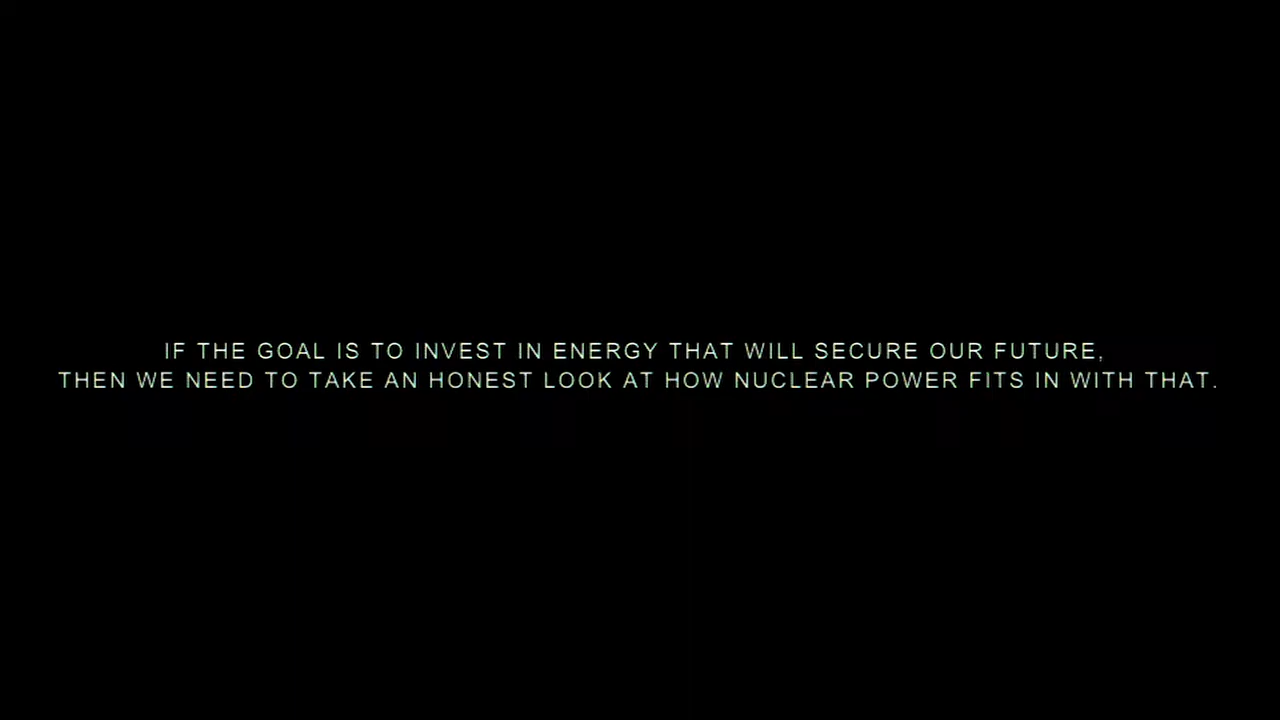 IF THE GOAL IS TO INVEST IN ENERGY THAT WILL SECURE OUR FUTURE,
THEN WE NEED TO TAKE AN HONEST LOOK AT HOW NUCLEAR POWER FITS IN WITH THAT.